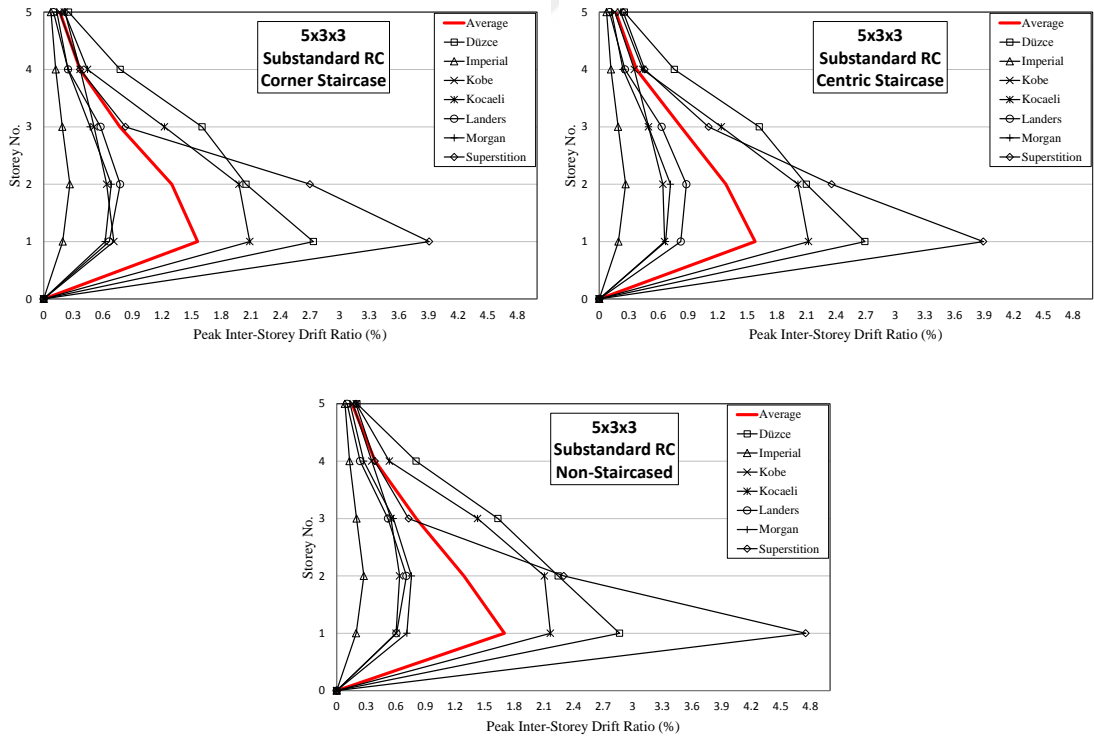 5x3x3
Substandard RC
Corner Staircase
Average
Düzce
Imperial
Kobe
Kocaeli
Landers
Morgan
Superstition
Storey No.
5
4
3
2
1
0
0 0.3 0.6 0.9 1.2 1.5 1.8 2.1 2.4 2.7 3 3.3 3.6 3.9 4.2 4.5 4.8
Peak Inter-Storey Drift Ratio (%)
5x3x3
Substandard RC
Centric Staircase
Average
Düzce
Imperial
Kobe
Kocaeli
Landers
Morgan
Superstition
Storey No.
5
4
3
2
1
0
0 0.3 0.6 0.9 1.2 1.5 1.8 2.1 2.4 2.7 3 3.3 3.6 3.9 4.2 4.5 4.8
Peak Inter-Storey Drift Ratio (%)
5x3x3
Substandard RC
Non-Staircased
Average
Düzce
Imperial
Kobe
Kocaeli
Landers
Morgan
Superstition
Storey No.
5
4
3
2
1
0
0 0.3 0.6 0.9 1.2 1.5 1.8 2.1 2.4 2.7 3 3.3 3.6 3.9 4.2 4.5 4.8
Peak Inter-Storey Drift Ratio (%)